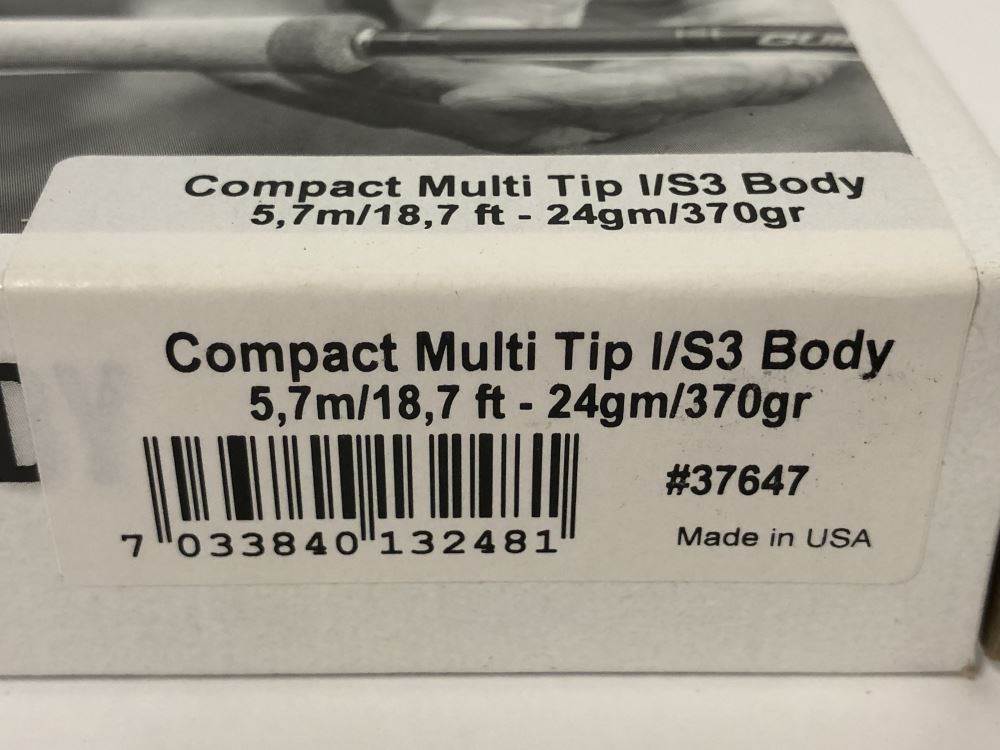 Compact Multi Tip I/S3 Body
5,7m/18,7 ft - 24gm/370gr
Compact Multi Tip I/S3 Body
5,7m/18,7 ft - 24gm/370gr
#37647
7 033840 132481
Made in USA